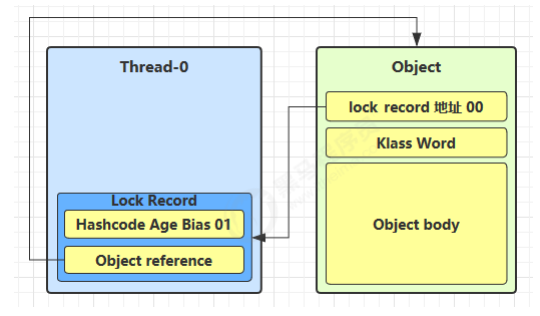 Thread-0
Lock Record
Hashcode Age Bias 01
Object reference
Object
lock record 地址 00
Klass Word
Object body